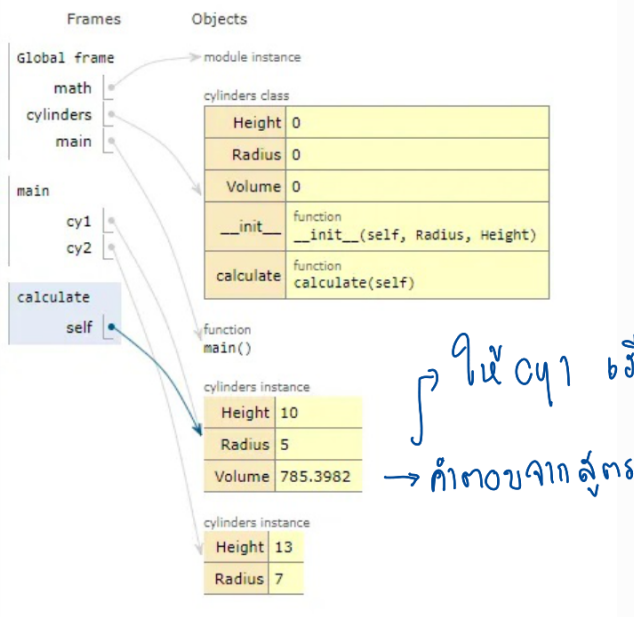 Frames Objects
Global frame
module instance
math
cylinders
main
cylinders class
Height 0
Radius 0
Volume 0
__init__ function
__init__(self, Radius, Height)
calculate function
calculate(self)
main
cy1
cy2
calculate
self
function
main()
ให้ cy1 เรี
cylinders instance
Height 10
Radius 5
Volume 785.3982
→ คำตอบจากสูตร
cylinders instance
Height 13
Radius 7